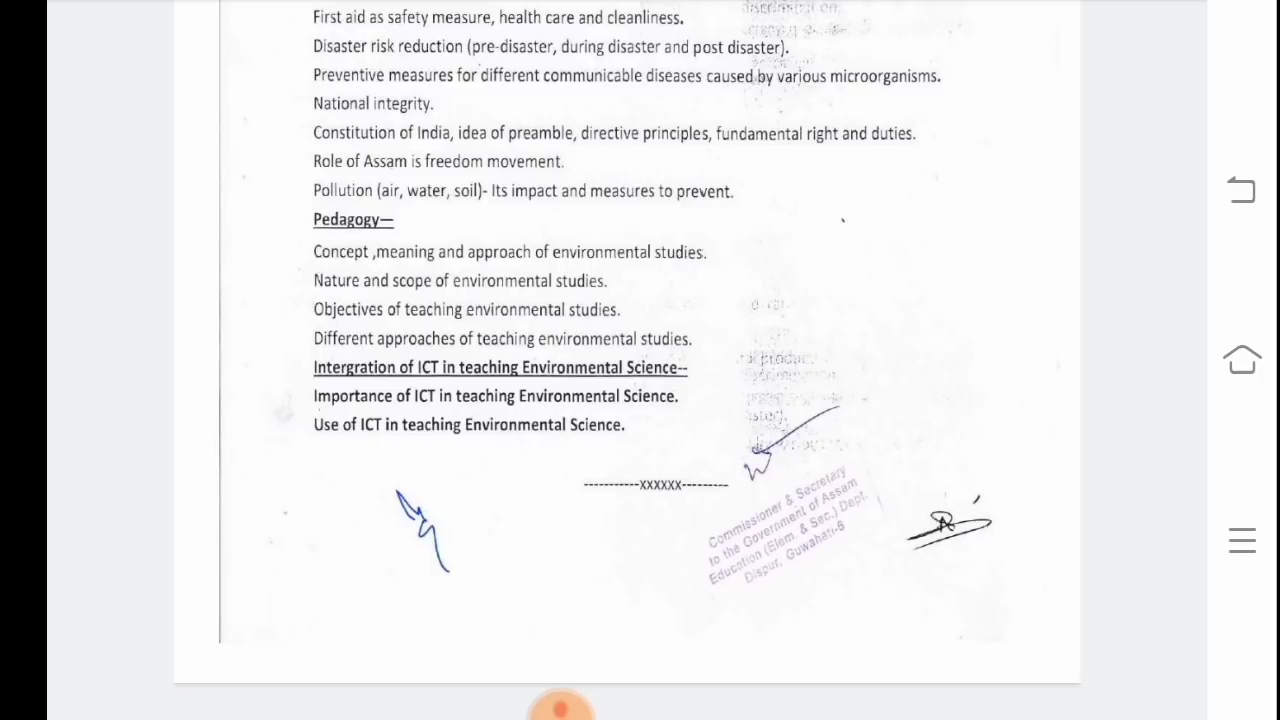 First aid as safety measure, health care and cleanliness.
Disaster risk reduction (pre-disaster, during disaster and post disaster).
Preventive measures for different communicable diseases caused by various microorganisms.
National integrity.
Constitution of India, idea of preamble, directive principles, fundamental right and duties.
Role of Assam is freedom movement.
Pollution (air, water, soil)- Its impact and measures to prevent.
Pedagogy—
Concept ,meaning and approach of environmental studies.
Nature and scope of environmental studies.
Objectives of teaching environmental studies.
Different approaches of teaching environmental studies.
Intergration of ICT in teaching Environmental Science--
Importance of ICT in teaching Environmental Science.
Use of ICT in teaching Environmental Science.
-----------xxxxxx---------
Commissioner & Secretary
to the Government of Assam
Education (Elem. & Sec.) Dept.
Dispur, Guwahati-6